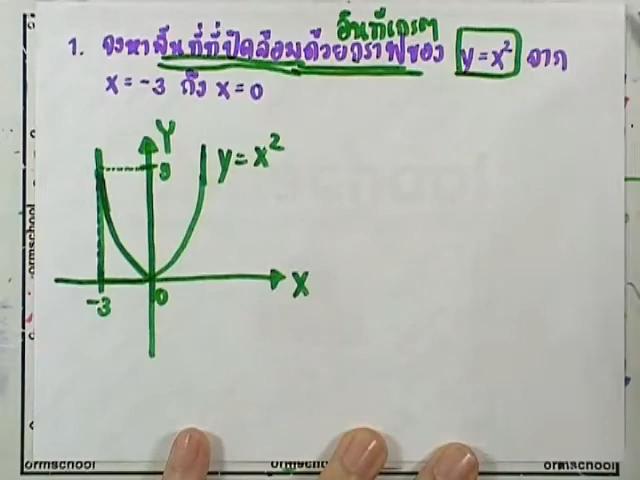 อินทิเกรต
1. จงหาพื้นที่ที่ปิดล้อมด้วยกราฟของ y = x² จาก
x = -3 ถึง x = 0
Y
9
y = x²
X
-3
0
ormschool
ormschool
ormschool
ormschool